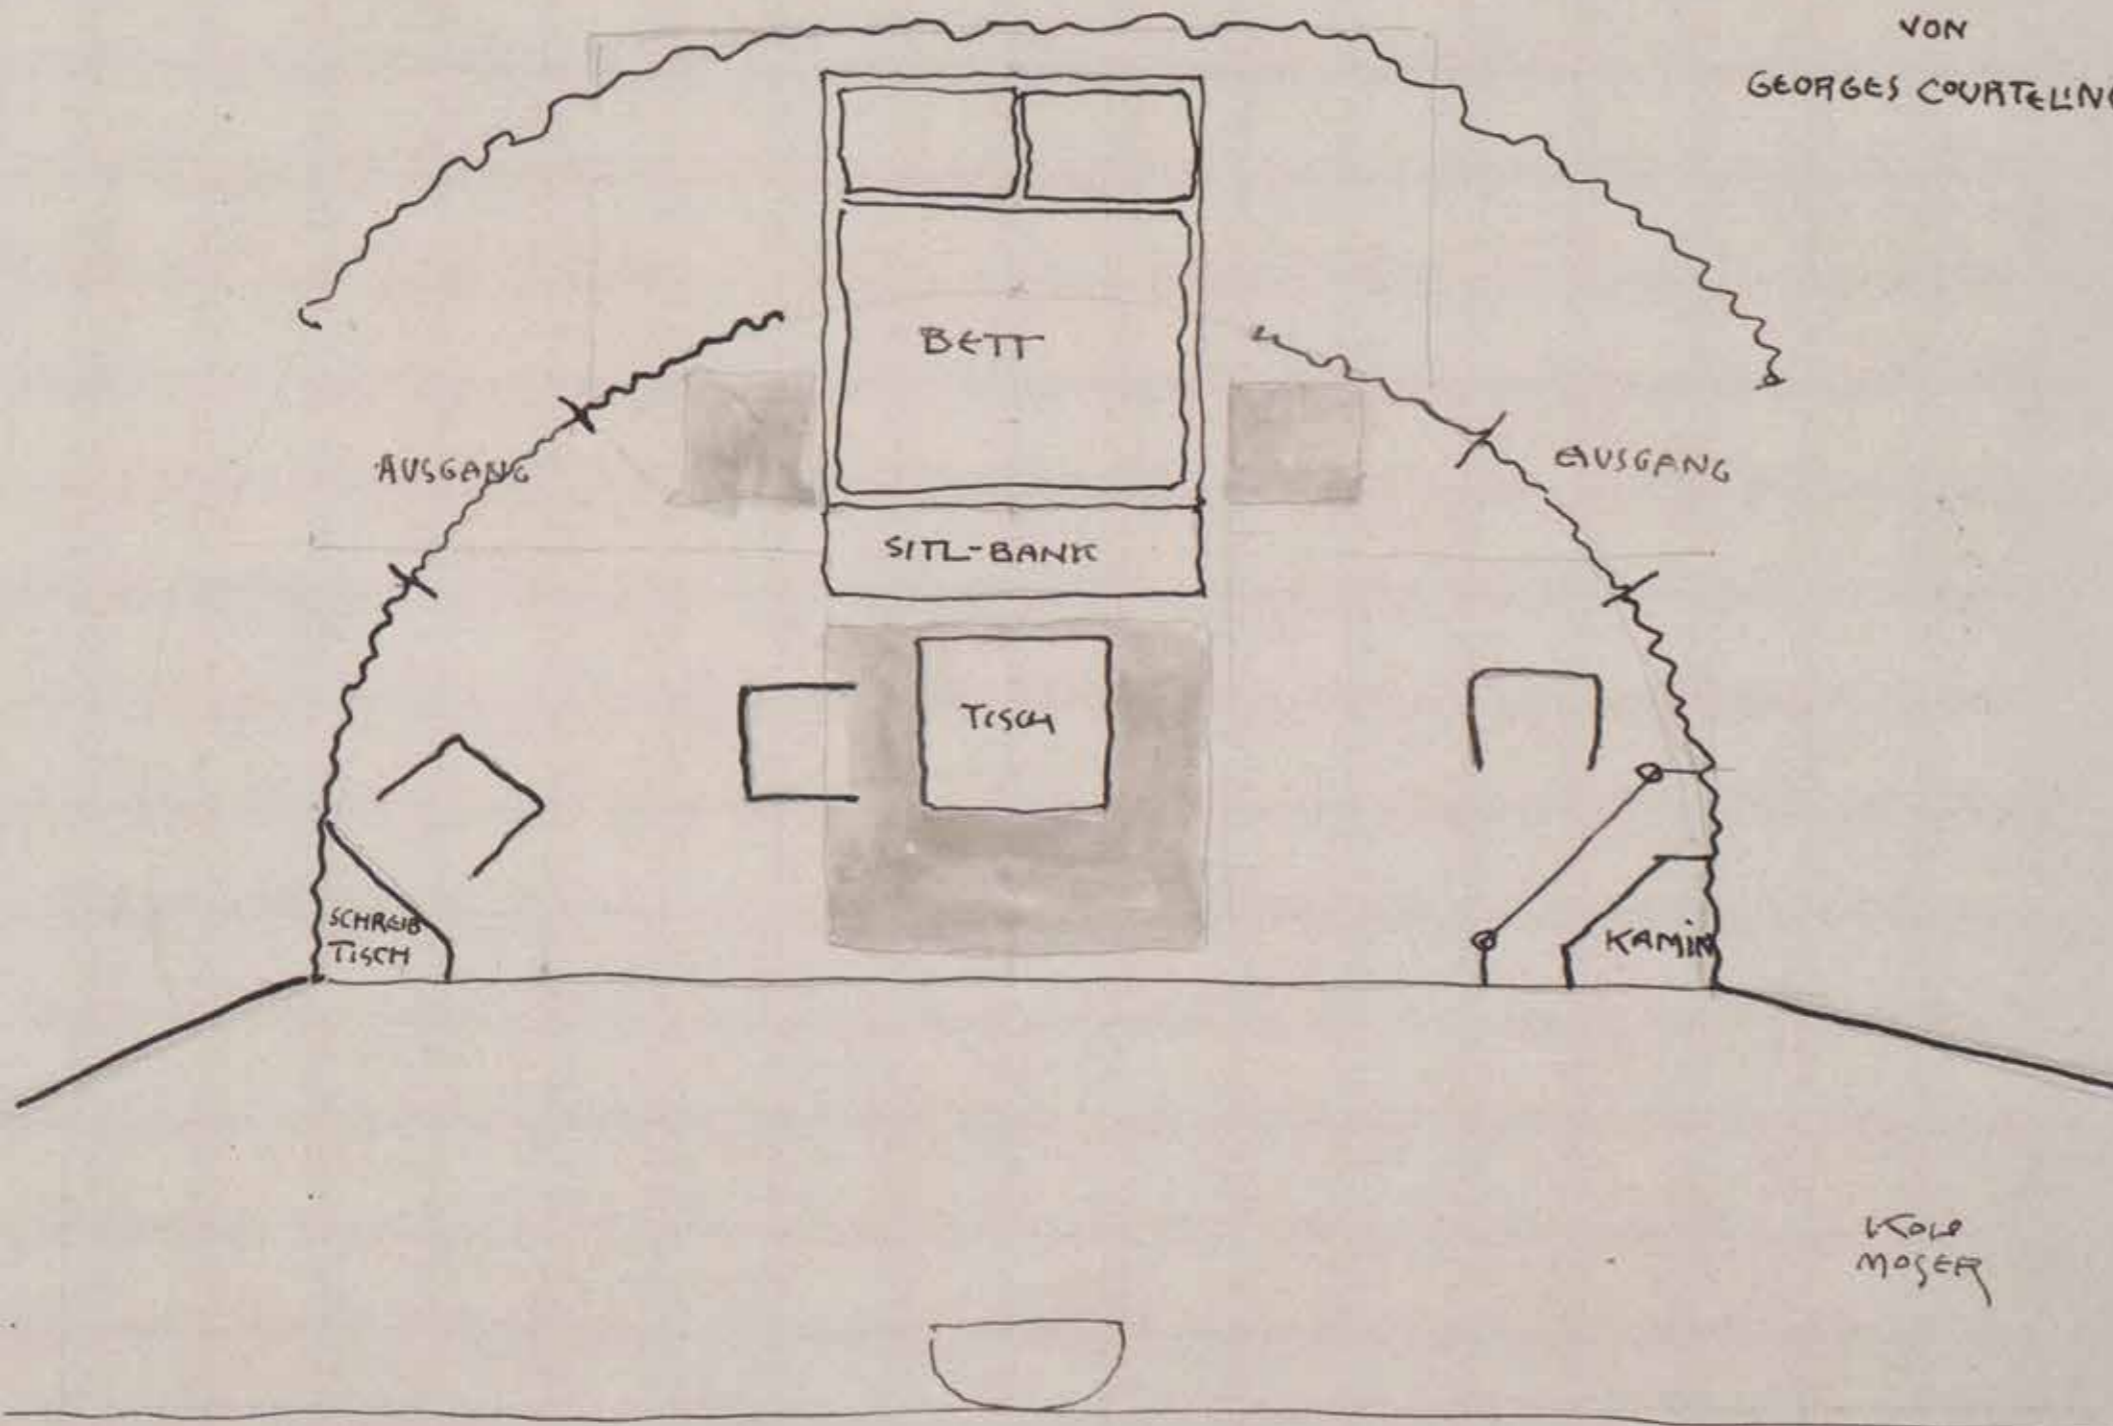 VON
GEORGES COURTELINE
BETT
AUSGANG
AUSGANG
SITZ-BANK
TISCH
SCHREIB
TISCH
KAMIN
KOLO
MOSER